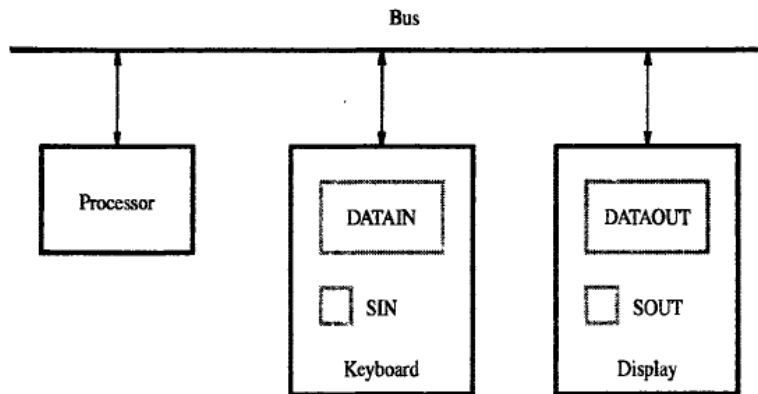 Bus
Processor
DATAIN
DATAOUT
SIN
SOUT
Keyboard
Display